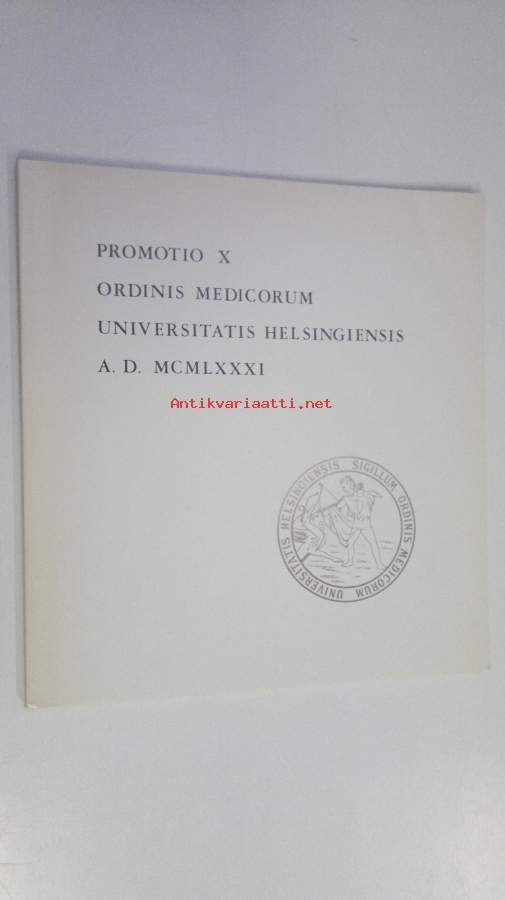 PROMOTIO X
ORDINIS MEDICORUM
UNIVERSITATIS HELSINGIENSIS
A. D. MCMLXXXI
Antikvariaatti.net
SIGILLUM ORDINIS MEDICORUM UNIVERSITATIS HELSINGIENSIS